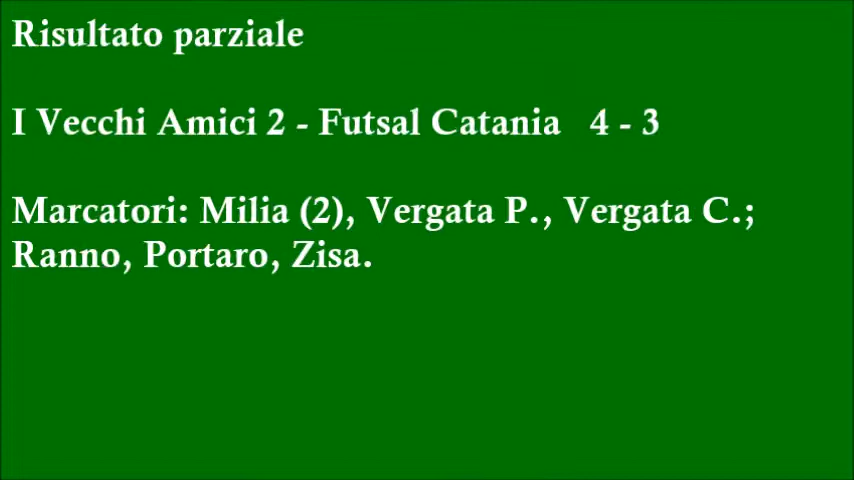 Risultato parziale
I Vecchi Amici 2 - Futsal Catania 4 - 3
Marcatori: Milia (2), Vergata P., Vergata C.;
Ranno, Portaro, Zisa.